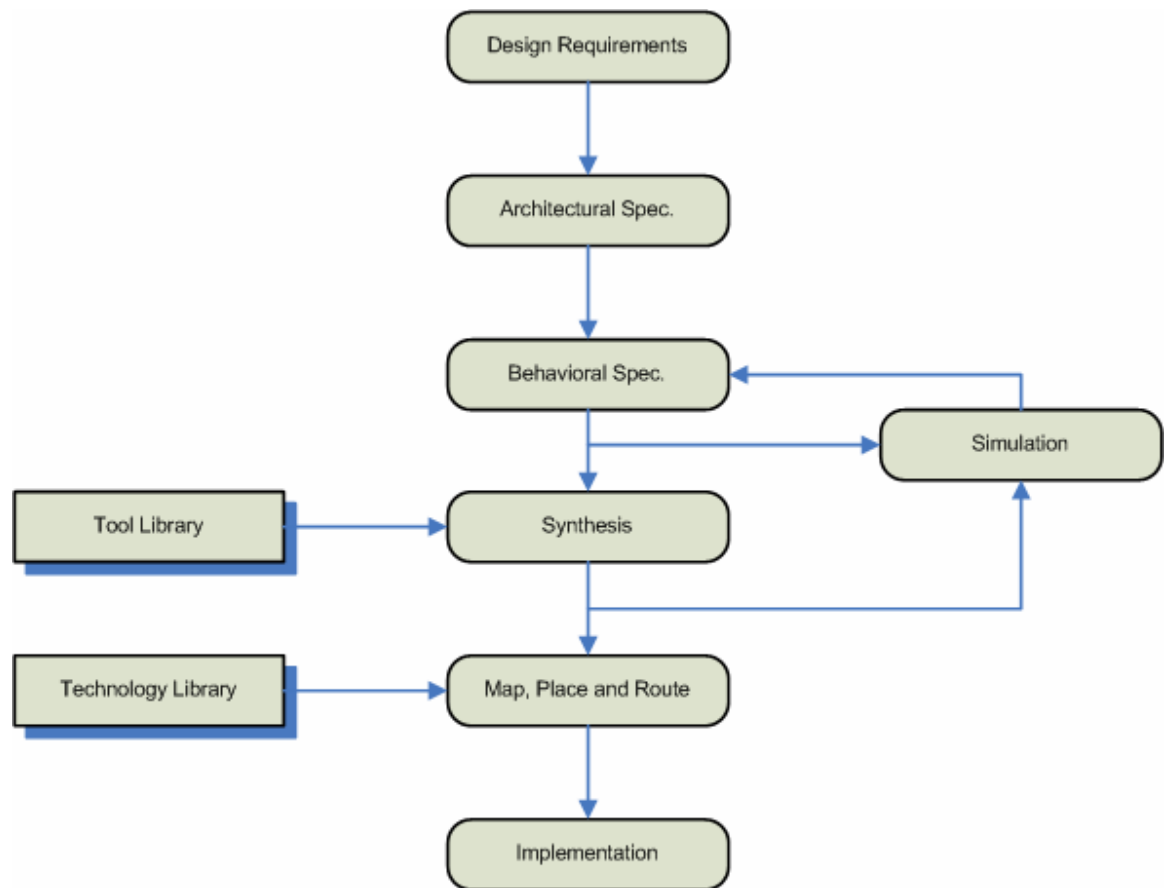 Design Requirements
Architectural Spec.
Behavioral Spec.
Simulation
Tool Library
Synthesis
Technology Library
Map, Place and Route
Implementation